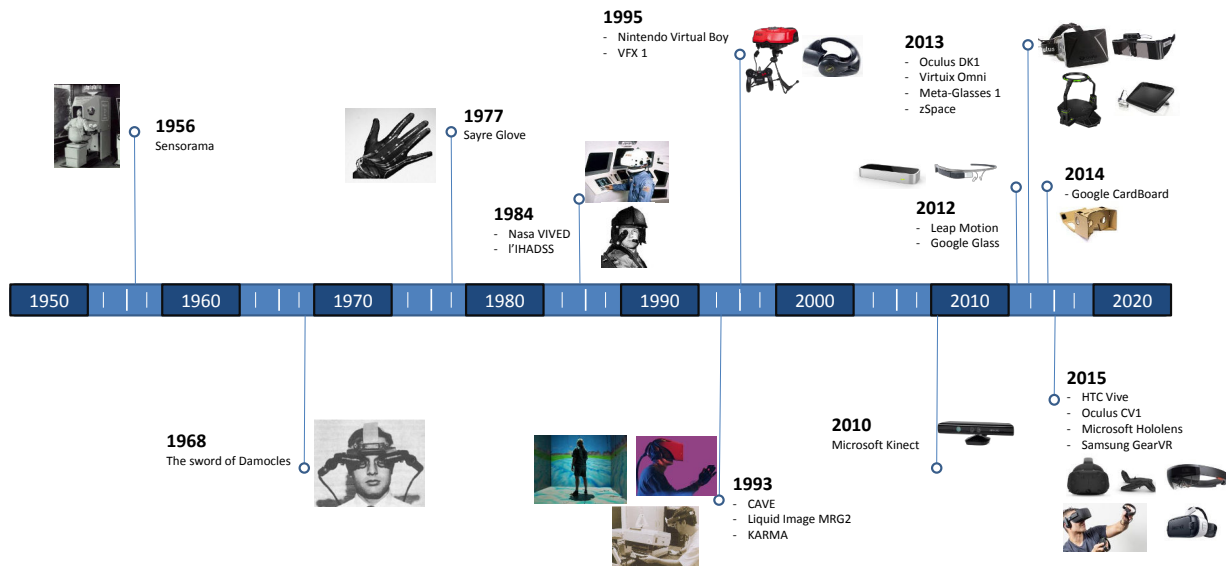 1995
- Nintendo Virtual Boy
- VFX 1
2013
- Oculus DK1
- Virtuix Omni
- Meta-Glasses 1
- zSpace
1956
Sensorama
1977
Sayre Glove
2014
- Google CardBoard
1984
- Nasa VIVED
- l'IHADSS
2012
- Leap Motion
- Google Glass
1950 1960 1970 1980 1990 2000 2010 2020
1968
The sword of Damocles
2010
Microsoft Kinect
2015
- HTC Vive
- Oculus CV1
- Microsoft Hololens
- Samsung GearVR
1993
- CAVE
- Liquid Image MRG2
- KARMA